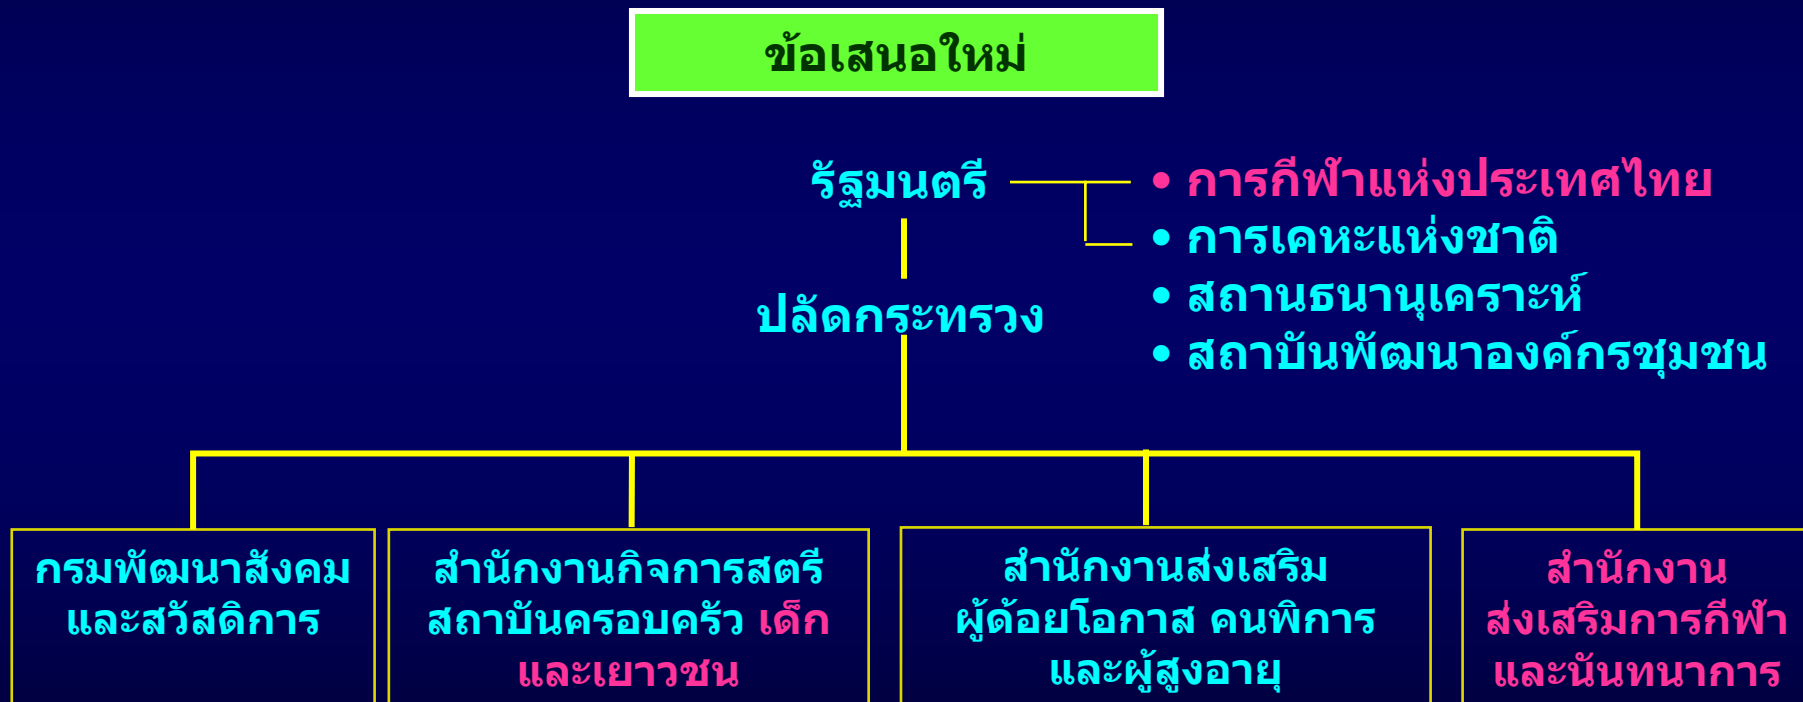 ข้อเสนอใหม่
รัฐมนตรี
• การกีฬาแห่งประเทศไทย
• การเคหะแห่งชาติ
• สถานธนานุเคราะห์
• สถาบันพัฒนาองค์กรชุมชน
ปลัดกระทรวง
กรมพัฒนาสังคม
และสวัสดิการ
สำนักงานกิจการสตรี
สถาบันครอบครัว เด็ก
และเยาวชน
สำนักงานส่งเสริม
ผู้ด้อยโอกาส คนพิการ
และผู้สูงอายุ
สำนักงาน
ส่งเสริมการกีฬา
และนันทนาการ